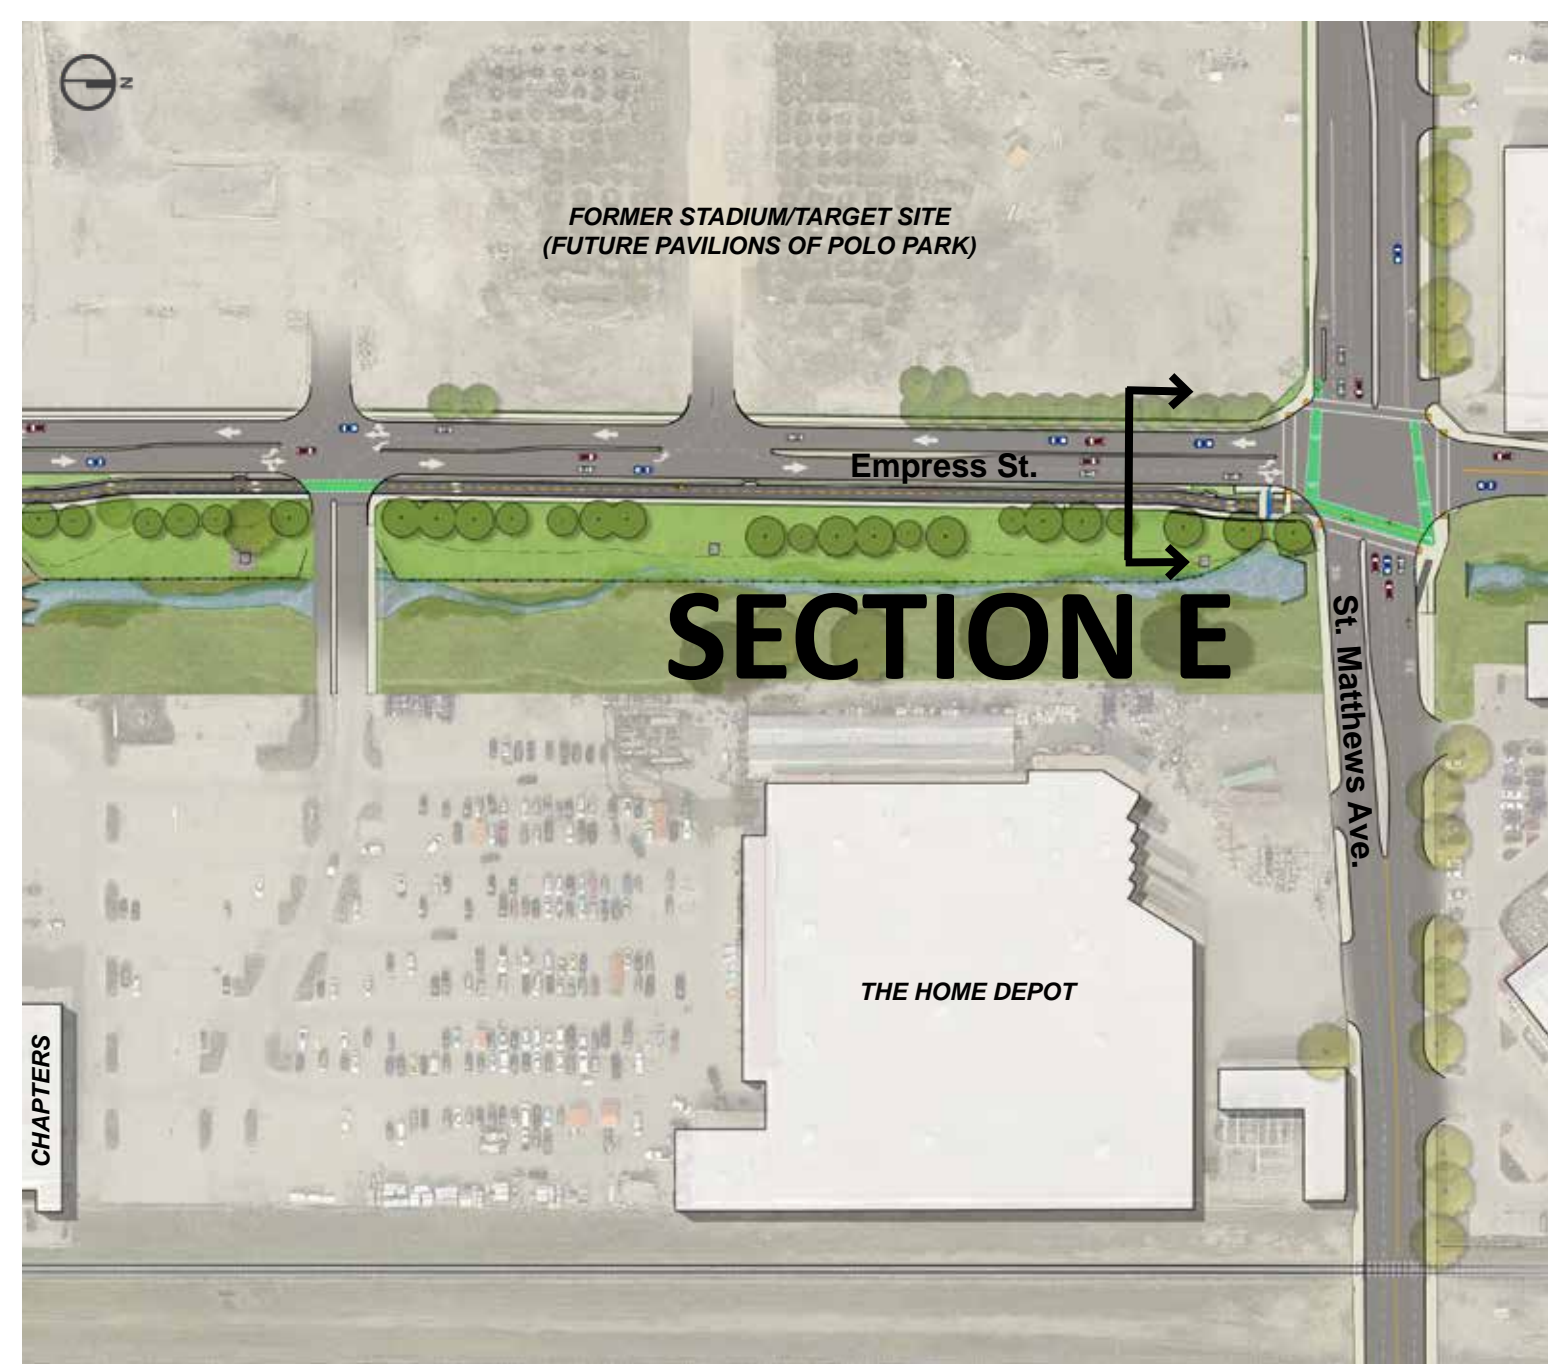 N
FORMER STADIUM/TARGET SITE
(FUTURE PAVILIONS OF POLO PARK)
Empress St.
SECTION E
St. Matthews Ave.
THE HOME DEPOT
CHAPTERS